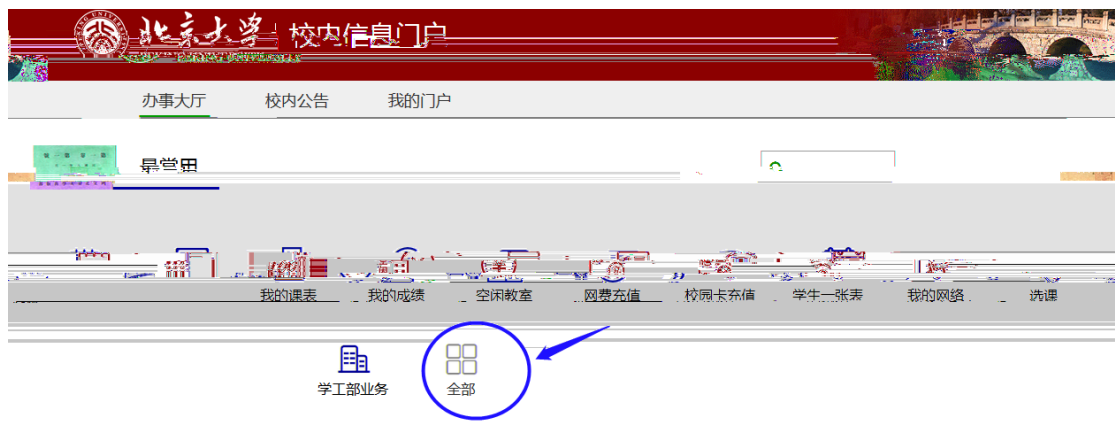 北京大学 校内信息门户
办事大厅 校内公告 我的门户
最常用
我的课表 我的成绩 空闲教室 网费充值 校园卡充值 学生一张表 我的网络 选课
学工部业务 全部